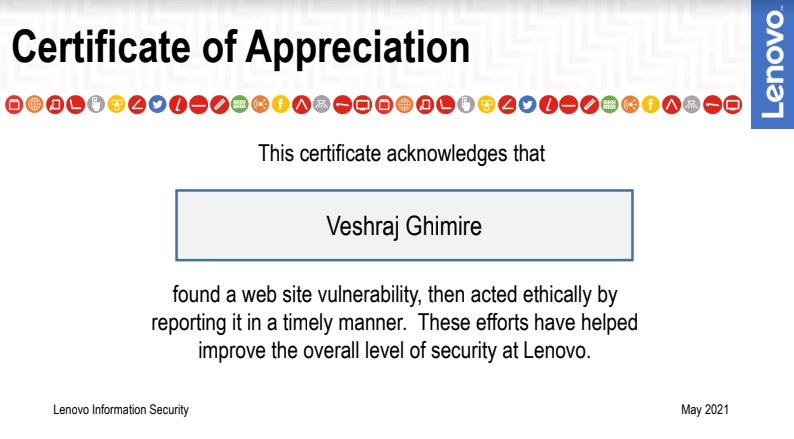 Certificate of Appreciation
Lenovo
This certificate acknowledges that
Veshraj Ghimire
found a web site vulnerability, then acted ethically by
reporting it in a timely manner.  These efforts have helped
improve the overall level of security at Lenovo.
Lenovo Information Security
May 2021